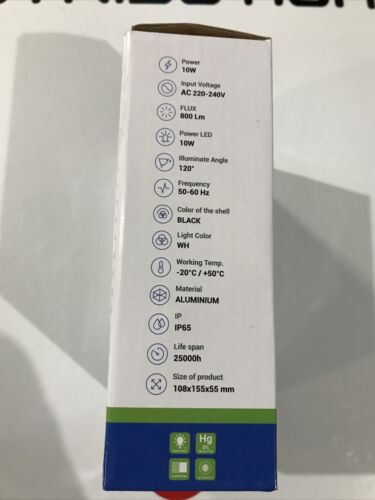 Power
10W
Input Voltage
AC 220-240V
FLUX
800 Lm
Power LED
10W
Illuminate Angle
120°
Frequency
50-60 Hz
Color of the shell
BLACK
Light Color
WH
Working Temp.
-20°C / +50°C
Material
ALUMINIUM
IP
IP65
Life span
25000h
Size of product
108x155x55 mm
Hg
0%